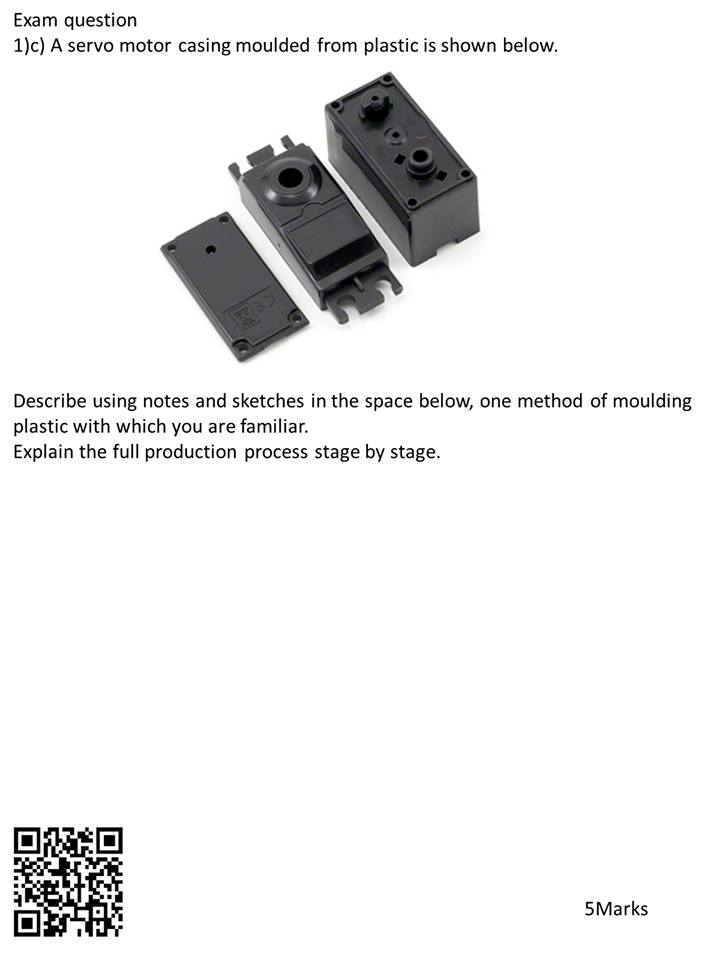 Exam question
1)c) A servo motor casing moulded from plastic is shown below.
Describe using notes and sketches in the space below, one method of moulding
plastic with which you are familiar.
Explain the full production process stage by stage.
5Marks